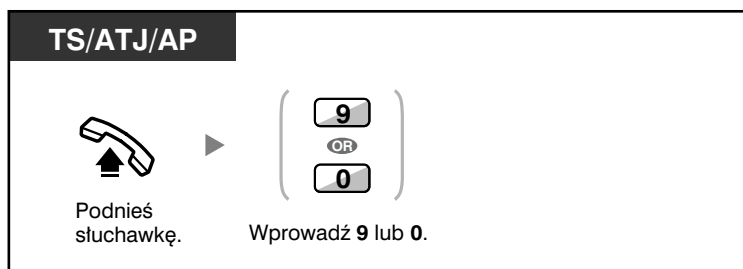 TS/ATJ/AP
9
OR
0
Podnieś
słuchawkę.
Wprowadź 9 lub 0.